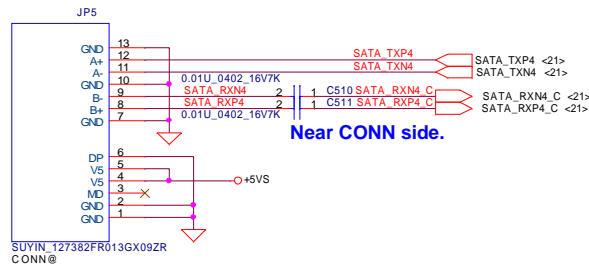 JP5
GND 13
A+ 12 SATA_TXP4 SATA_TXP4 <21>
A- 11 SATA_TXN4 SATA_TXN4 <21>
GND 10 0.01U_0402_16V7K
B- 9 SATA_RXN4 2 1 C510 SATA_RXN4_C SATA_RXN4_C <21>
B+ 8 SATA_RXP4 2 1 C511 SATA_RXP4_C SATA_RXP4_C <21>
GND 7 0.01U_0402_16V7K
Near CONN side.
DP 6
V5 5
V5 4 +5VS
MD 3
GND 2
GND 1
SUYIN_127382FR013GX09ZR
CONN@